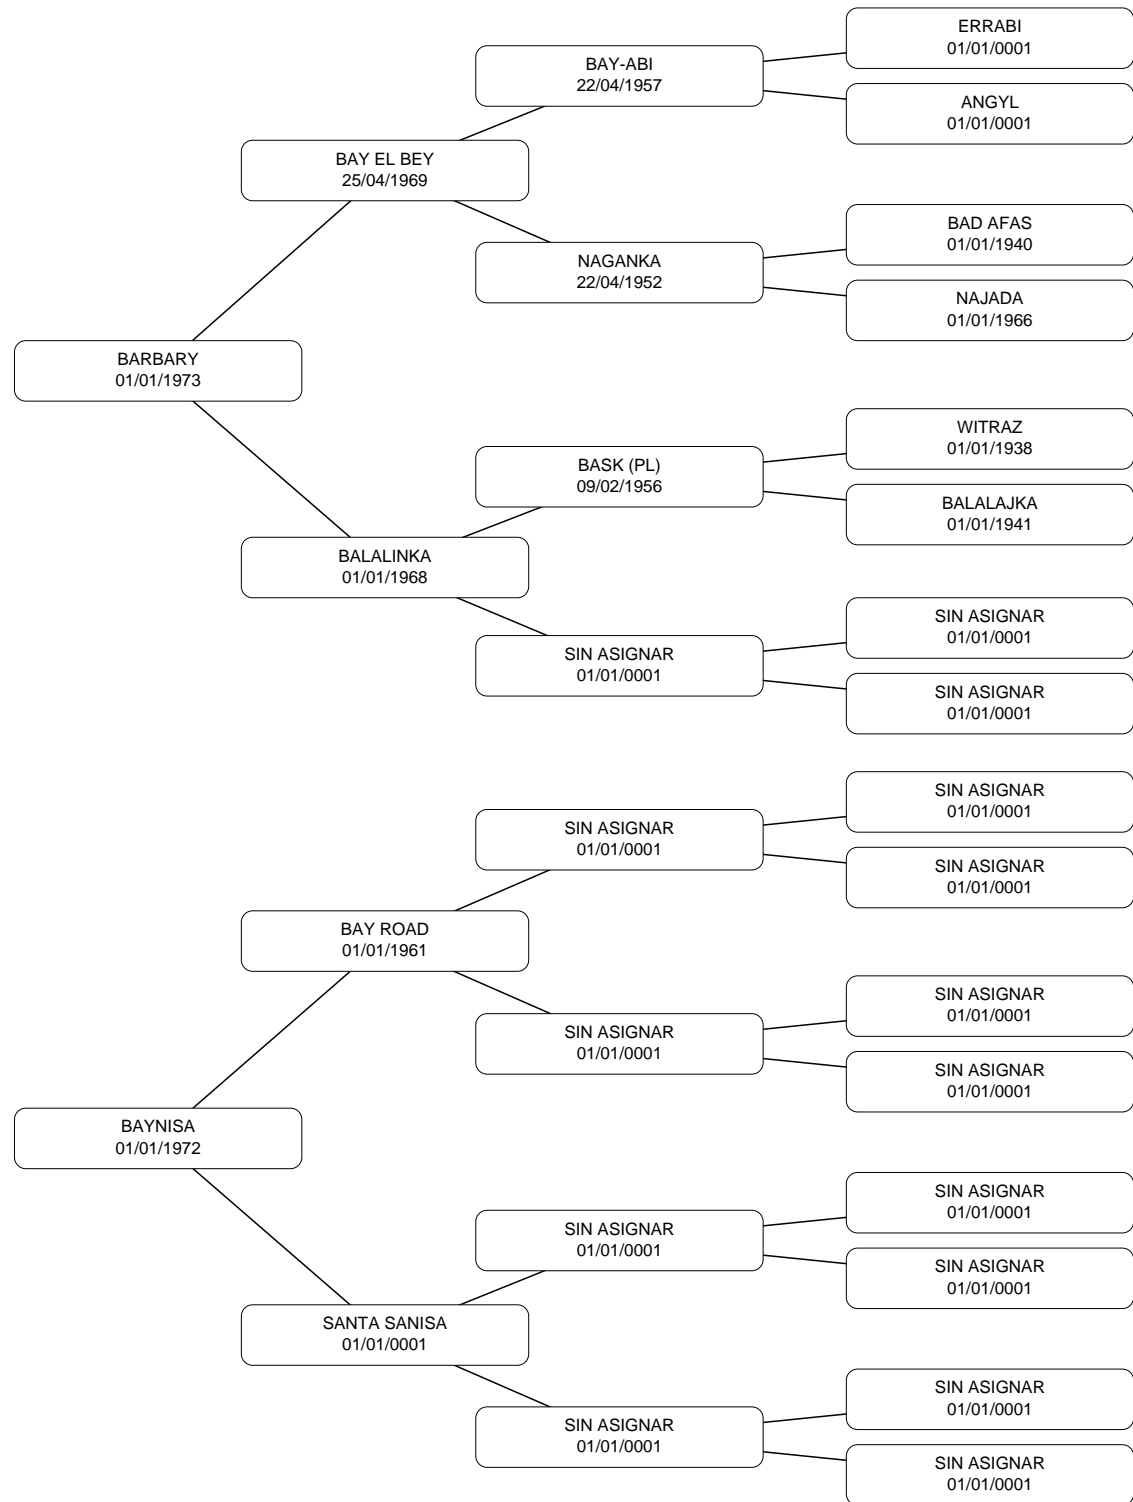 ERRABI
01/01/0001
BAY-ABI
22/04/1957
ANGYL
01/01/0001
BAY EL BEY
25/04/1969
BAD AFAS
01/01/1940
NAGANKA
22/04/1952
NAJADA
01/01/1966
BARBARY
01/01/1973
WITRAZ
01/01/1938
BASK (PL)
09/02/1956
BALALAJKA
01/01/1941
BALALINKA
01/01/1968
SIN ASIGNAR
01/01/0001
SIN ASIGNAR
01/01/0001
SIN ASIGNAR
01/01/0001
SIN ASIGNAR
01/01/0001
SIN ASIGNAR
01/01/0001
SIN ASIGNAR
01/01/0001
BAY ROAD
01/01/1961
SIN ASIGNAR
01/01/0001
SIN ASIGNAR
01/01/0001
SIN ASIGNAR
01/01/0001
BAYNISA
01/01/1972
SIN ASIGNAR
01/01/0001
SIN ASIGNAR
01/01/0001
SIN ASIGNAR
01/01/0001
SANTA SANISA
01/01/0001
SIN ASIGNAR
01/01/0001
SIN ASIGNAR
01/01/0001
SIN ASIGNAR
01/01/0001